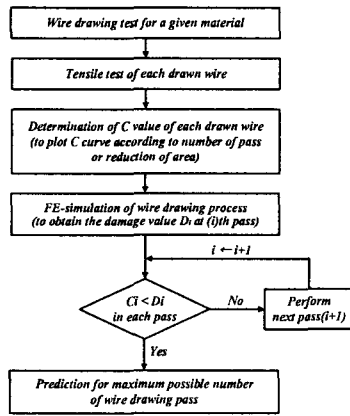 Wire drawing test for a given material
Tensile test of each drawn wire
Determination of C value of each drawn wire
(to plot C curve according to number of pass
or reduction of area)
FE-simulation of wire drawing process
(to obtain the damage value Di at (i)th pass)
i ← i+1
Ci < Di
in each pass
No
Perform
next pass(i+1)
Yes
Prediction for maximum possible number
of wire drawing pass